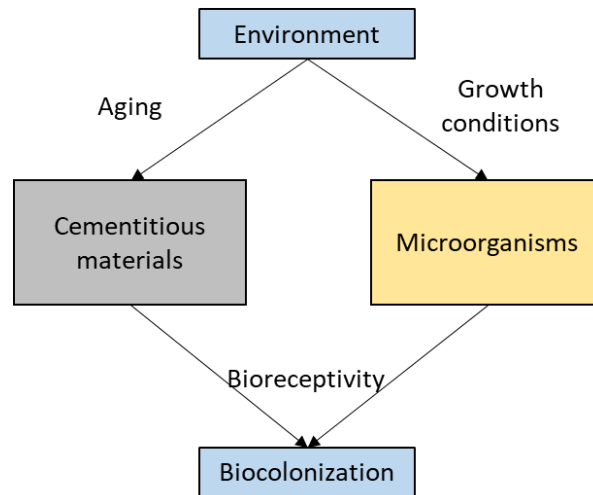 Environment
Aging
Growth
conditions
Cementitious
materials
Microorganisms
Bioreceptivity
Biocolonization